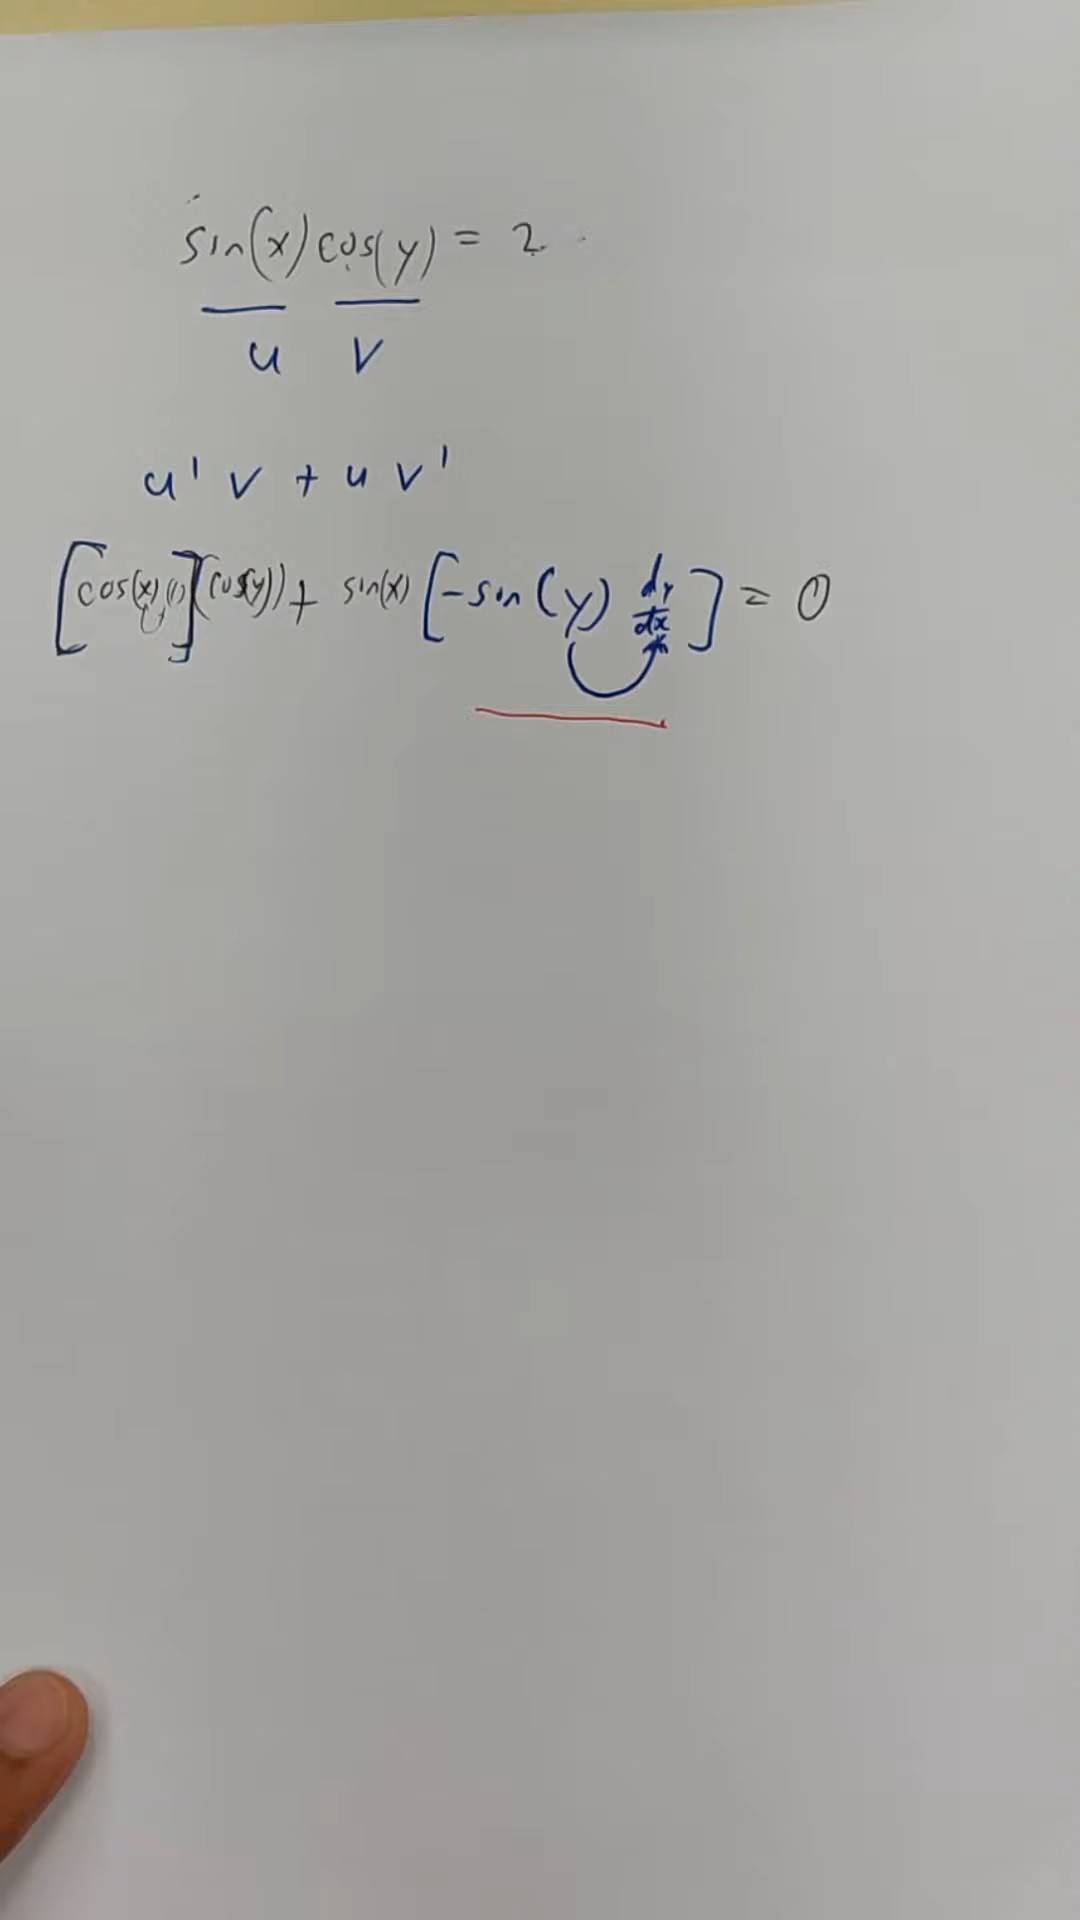 sin(x) cos(y) = 2
u v
u' v + u v'
[cos(x) (1)] (cos(y)) + sin(x) [-sin(y) dy/dx] = 0